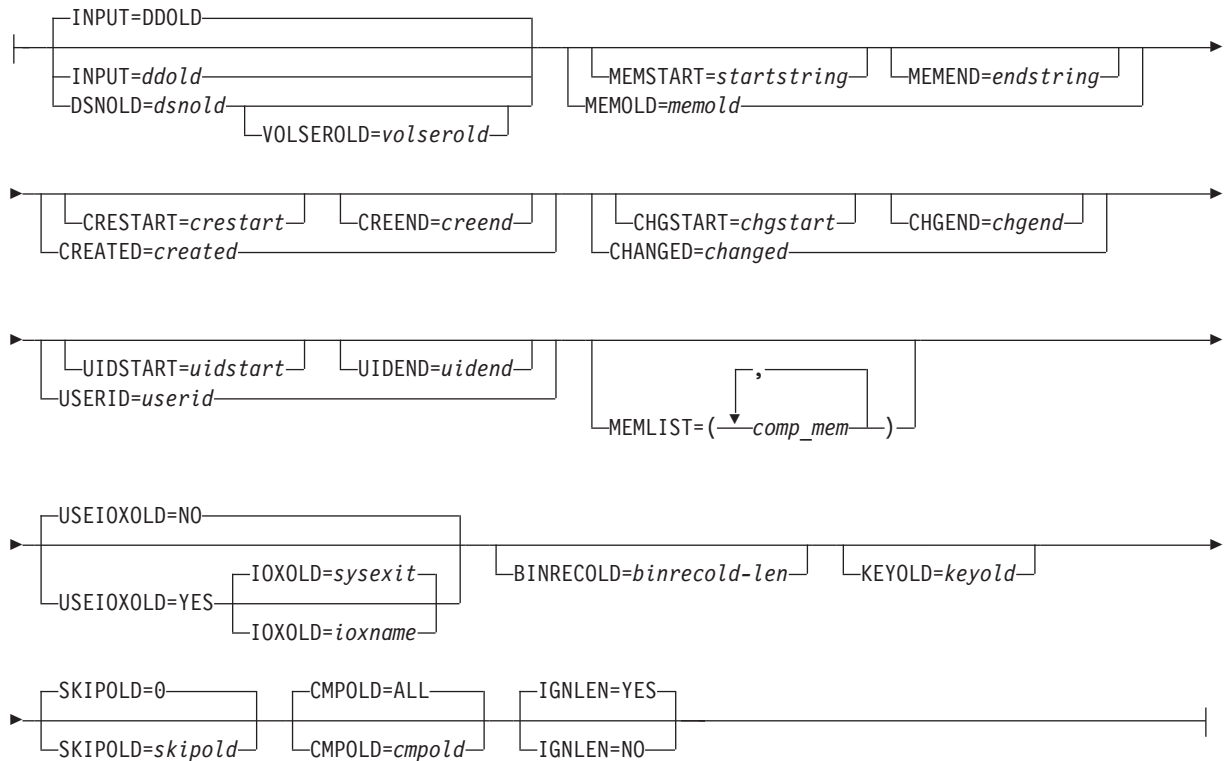 INPUT=DDOLD
INPUT=ddold
DSNOLD=dsnold
VOLSEROLD=volserold
MEMSTART=startstring
MEMEND=endstring
MEMOLD=memold
CRESTART=crestart
CREEND=creend
CREATED=created
CHGSTART=chgstart
CHGEND=chgend
CHANGED=changed
UIDSTART=uidstart
UIDEND=uidend
USERID=userid
,
MEMLIST=( comp_mem )
USEIOXOLD=NO
USEIOXOLD=YES
IOXOLD=sysexit
IOXOLD=ioxname
BINRECOLD=binrecold-len
KEYOLD=keyold
SKIPOLD=0
SKIPOLD=skipold
CMPOLD=ALL
CMPOLD=cmpold
IGNLEN=YES
IGNLEN=NO